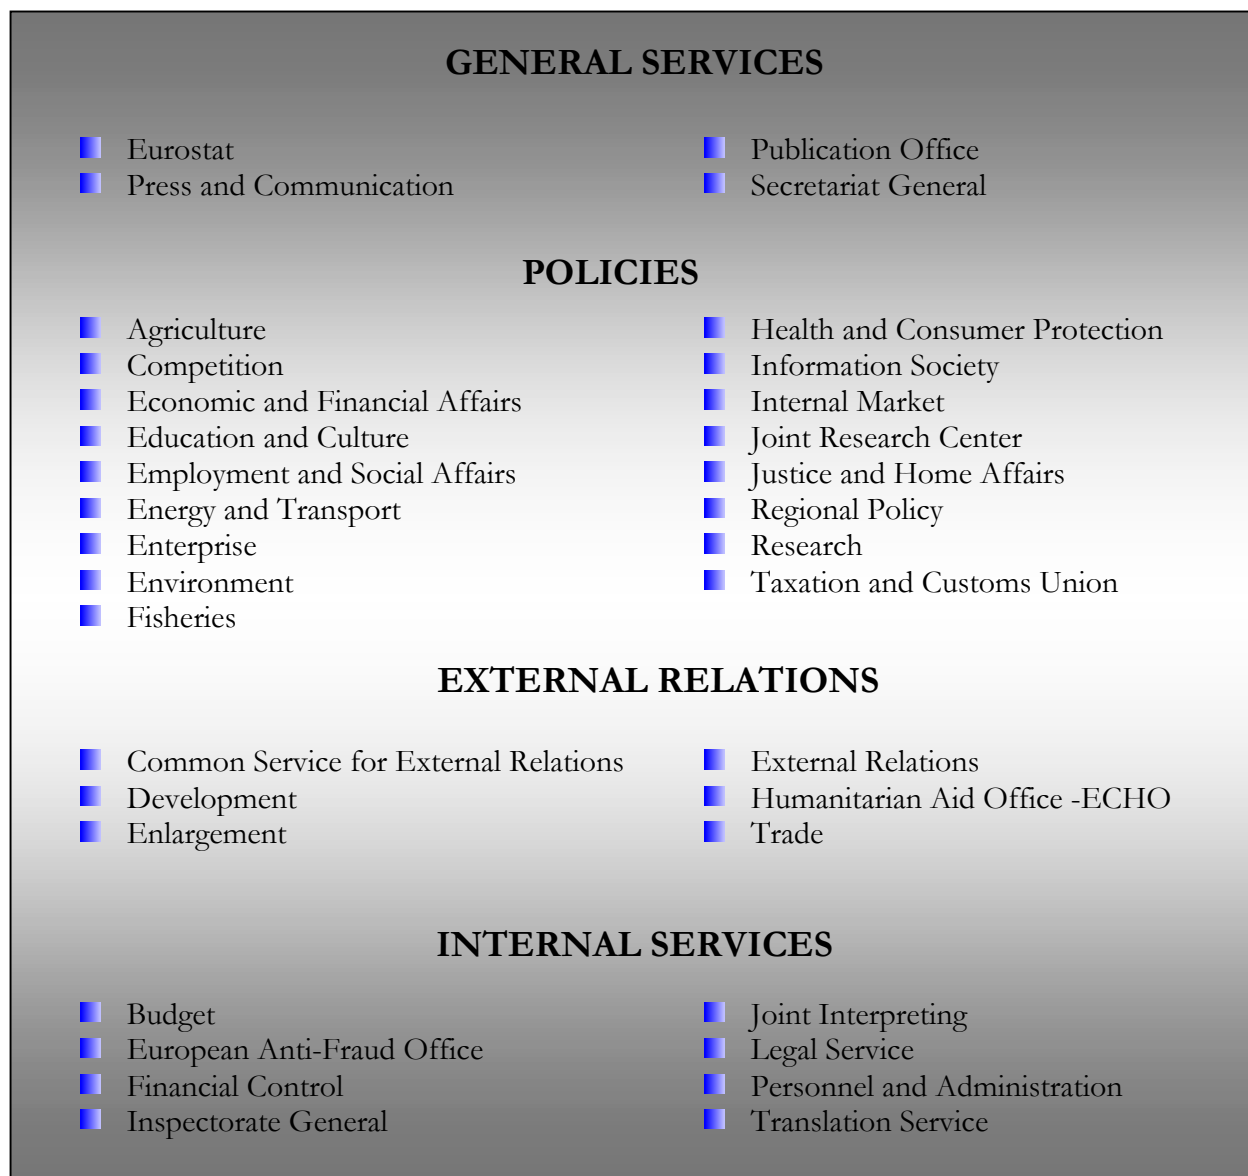 GENERAL SERVICES
Eurostat
Press and Communication
Publication Office
Secretariat General
POLICIES
Agriculture
Competition
Economic and Financial Affairs
Education and Culture
Employment and Social Affairs
Energy and Transport
Enterprise
Environment
Fisheries
Health and Consumer Protection
Information Society
Internal Market
Joint Research Center
Justice and Home Affairs
Regional Policy
Research
Taxation and Customs Union
EXTERNAL RELATIONS
Common Service for External Relations
Development
Enlargement
External Relations
Humanitarian Aid Office -ECHO
Trade
INTERNAL SERVICES
Budget
European Anti-Fraud Office
Financial Control
Inspectorate General
Joint Interpreting
Legal Service
Personnel and Administration
Translation Service